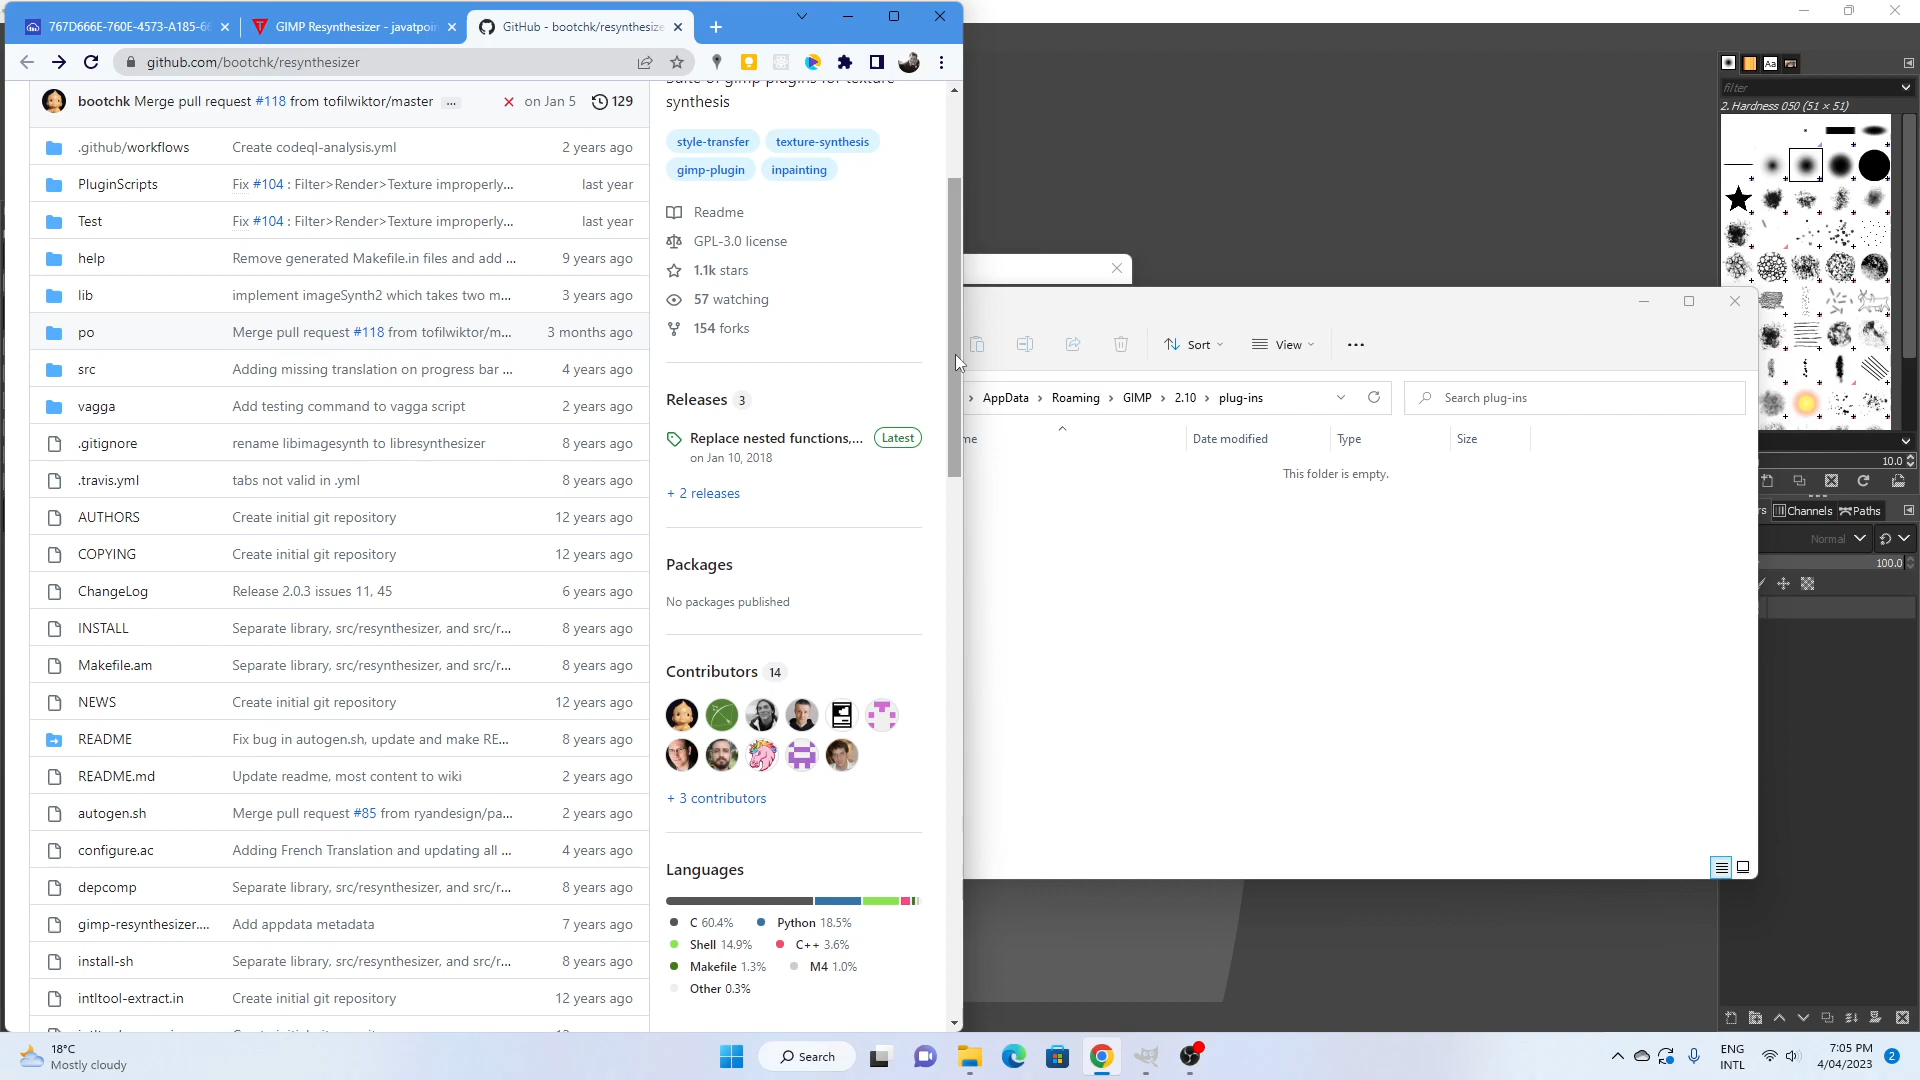 767D666E-760E-4573-A185-6
GIMP Resynthesizer - javatpoin
GitHub - bootchk/resynthesize
github.com/bootchk/resynthesizer
bootchk Merge pull request #118 from tofilwiktor/master ...
on Jan 5
129
.github/workflows Create codeql-analysis.yml 2 years ago
PluginScripts Fix #104 : Filter>Render>Texture improperly... last year
Test Fix #104 : Filter>Render>Texture improperly... last year
help Remove generated Makefile.in files and add ... 9 years ago
lib implement imageSynth2 which takes two m... 3 years ago
po Merge pull request #118 from tofilwiktor/m... 3 months ago
src Adding missing translation on progress bar ... 4 years ago
vagga Add testing command to vagga script 2 years ago
.gitignore rename libimagesynth to libresynthesizer 8 years ago
.travis.yml tabs not valid in .yml 8 years ago
AUTHORS Create initial git repository 12 years ago
COPYING Create initial git repository 12 years ago
ChangeLog Release 2.0.3 issues 11, 45 6 years ago
INSTALL Separate library, src/resynthesizer, and src/r... 8 years ago
Makefile.am Separate library, src/resynthesizer, and src/r... 8 years ago
NEWS Create initial git repository 12 years ago
README Fix bug in autogen.sh, update and make RE... 8 years ago
README.md Update readme, most content to wiki 2 years ago
autogen.sh Merge pull request #85 from ryandesign/pa... 2 years ago
configure.ac Adding French Translation and updating all ... 4 years ago
depcomp Separate library, src/resynthesizer, and src/r... 8 years ago
gimp-resynthesizer.... Add appdata metadata 7 years ago
install-sh Separate library, src/resynthesizer, and src/r... 8 years ago
intltool-extract.in Create initial git repository 12 years ago
Suite of gimp plugins for texture
synthesis
style-transfer
texture-synthesis
gimp-plugin
inpainting
Readme
GPL-3.0 license
1.1k stars
57 watching
154 forks
Releases 3
Replace nested functions,... Latest
on Jan 10, 2018
+ 2 releases
Packages
No packages published
Contributors 14
+ 3 contributors
Languages
C 60.4% Python 18.5%
Shell 14.9% C++ 3.6%
Makefile 1.3% M4 1.0%
Other 0.3%
Sort
View
AppData > Roaming > GIMP > 2.10 > plug-ins
Search plug-ins
me
Date modified
Type
Size
This folder is empty.
Aa
filter
2. Hardness 050 (51 × 51)
10.0
rs
Channels
Paths
Normal
100.0
18°C
Mostly cloudy
Search
ENG
INTL
7:05 PM
4/04/2023
2